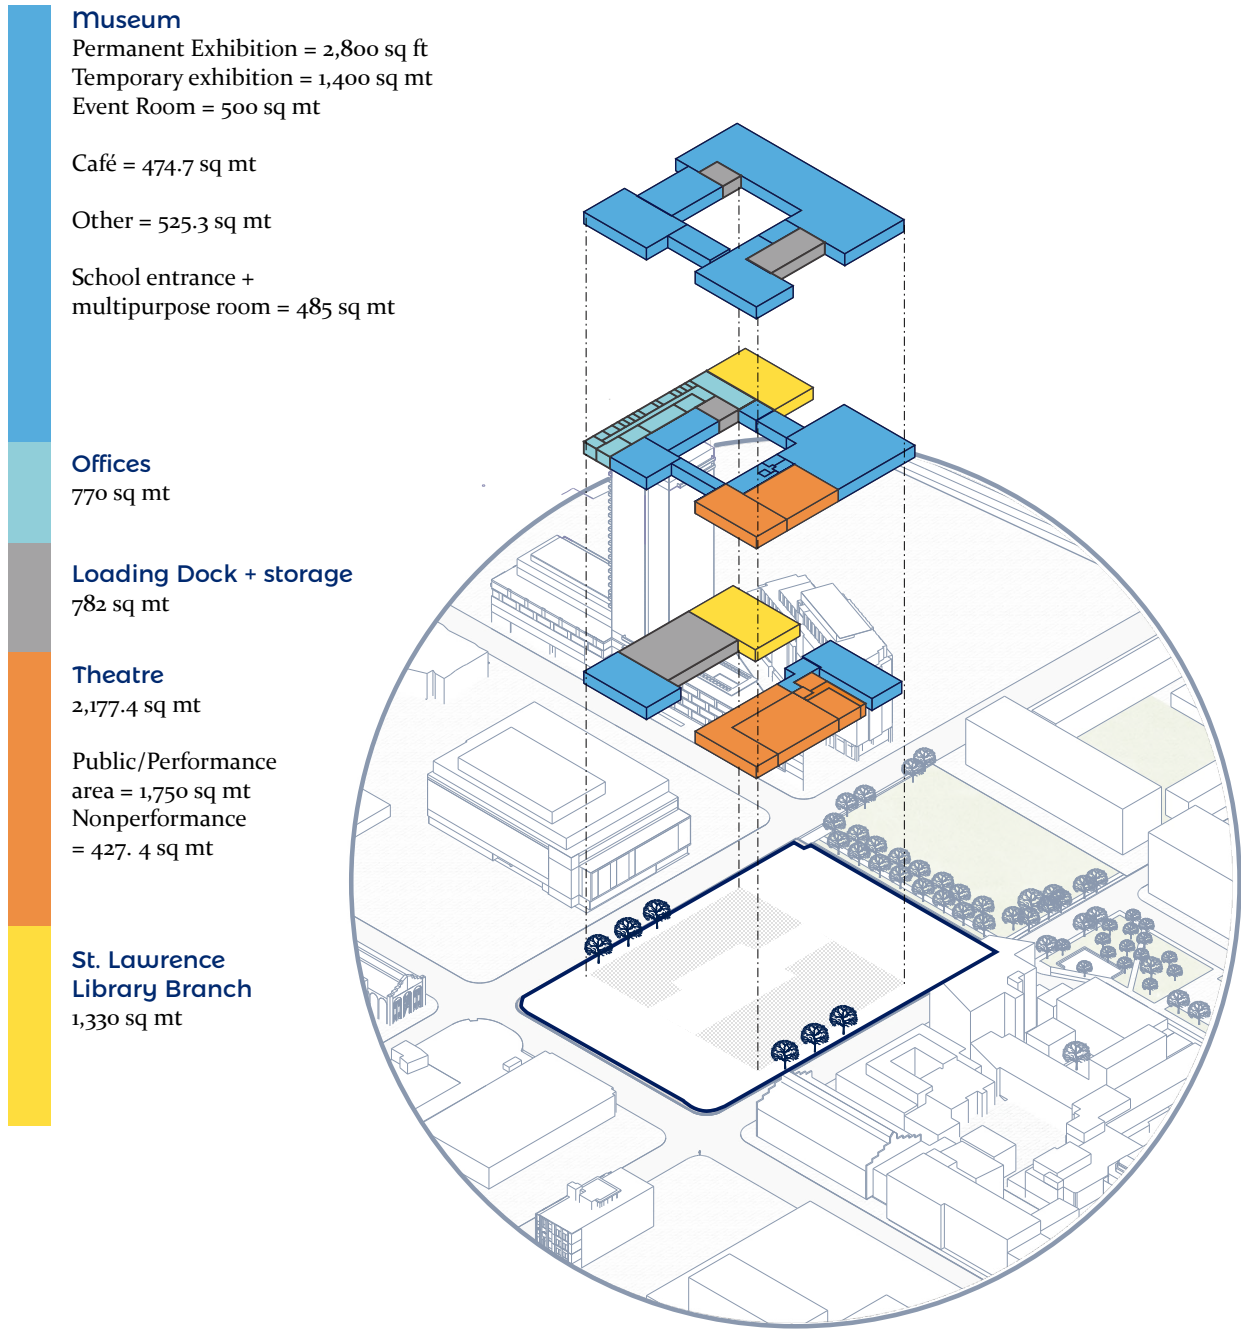 Museum
Permanent Exhibition = 2,800 sq ft
Temporary exhibition = 1,400 sq mt
Event Room = 500 sq mt
Café = 474.7 sq mt
Other = 525.3 sq mt
School entrance +
multipurpose room = 485 sq mt
Offices
770 sq mt
Loading Dock + storage
782 sq mt
Theatre
2,177.4 sq mt
Public/Performance
area = 1,750 sq mt
Nonperformance
= 427. 4 sq mt
St. Lawrence
Library Branch
1,330 sq mt